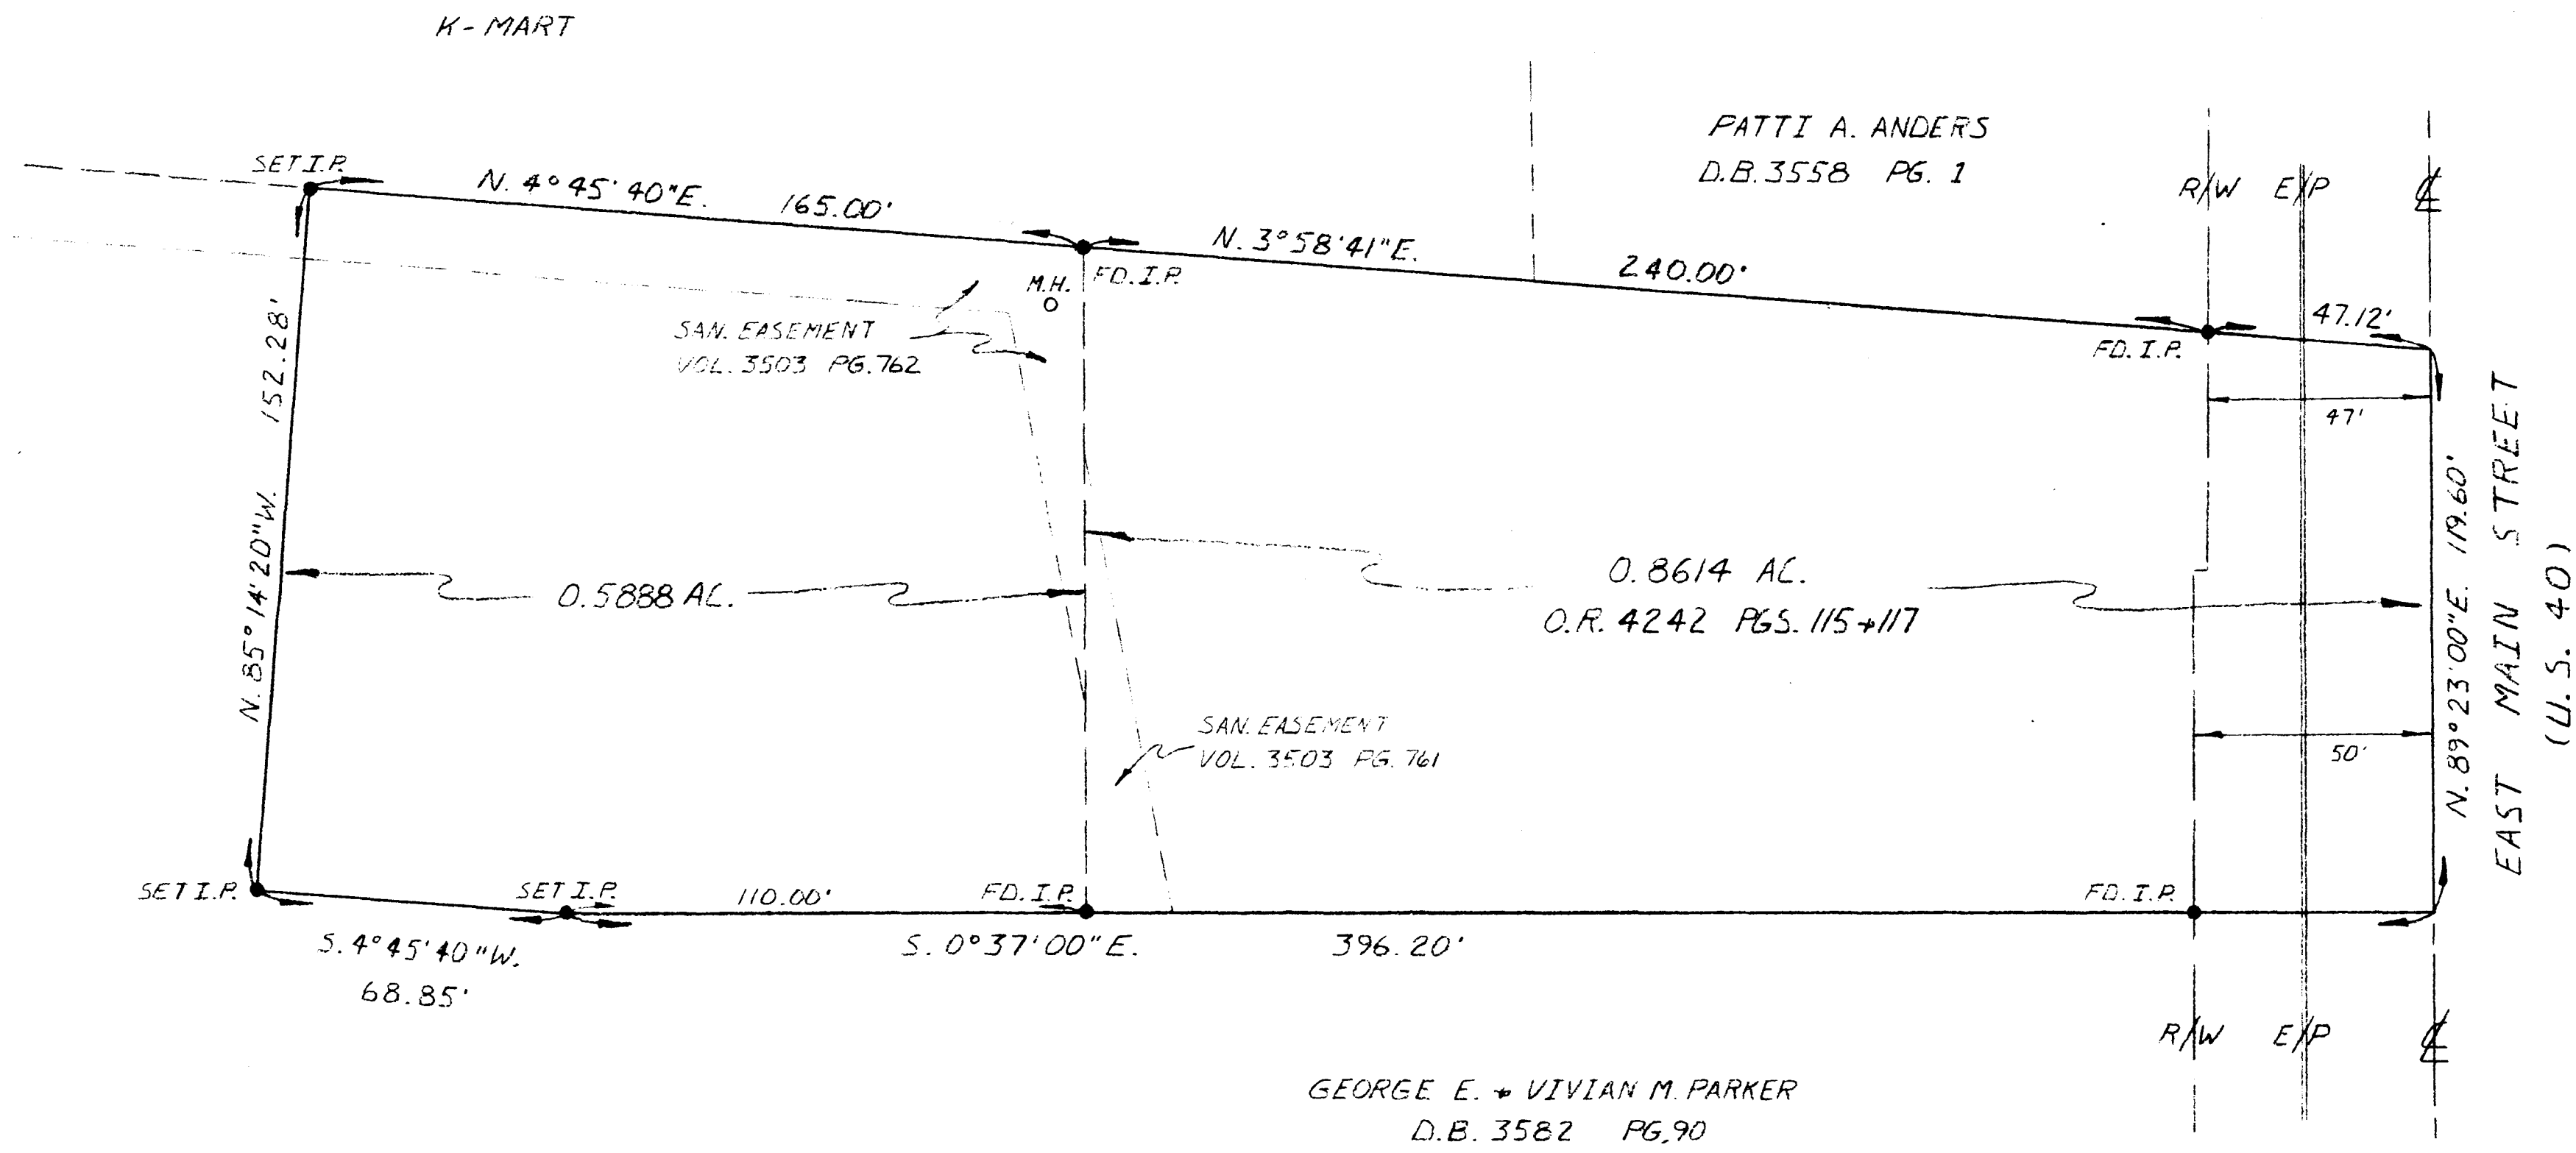 K-MART
PATTI A. ANDERS
D.B. 3558 PG. 1
R/W E/P ℄
SET I.P.
N. 4° 45' 40" E. 165.00'
N. 3° 58' 41" E.
240.00'
FD. I.P.
M.H.
47.12'
FD. I.P.
SAN. EASEMENT
VOL. 3503 PG. 762
47'
N. 85° 14' 20" W. 152.28'
0.5888 AC.
0.8614 AC.
O.R. 4242 PGS. 115 + 117
N. 89° 23' 00" E. 119.60'
EAST MAIN STREET
(U.S. 40)
SAN. EASEMENT
VOL. 3503 PG. 761
50'
SET I.P.
SET I.P.
110.00'
FD. I.P.
FD. I.P.
S. 4° 45' 40" W.
68.85'
S. 0° 37' 00" E.
396.20'
R/W E/P ℄
GEORGE E. + VIVIAN M. PARKER
D.B. 3582 PG. 90